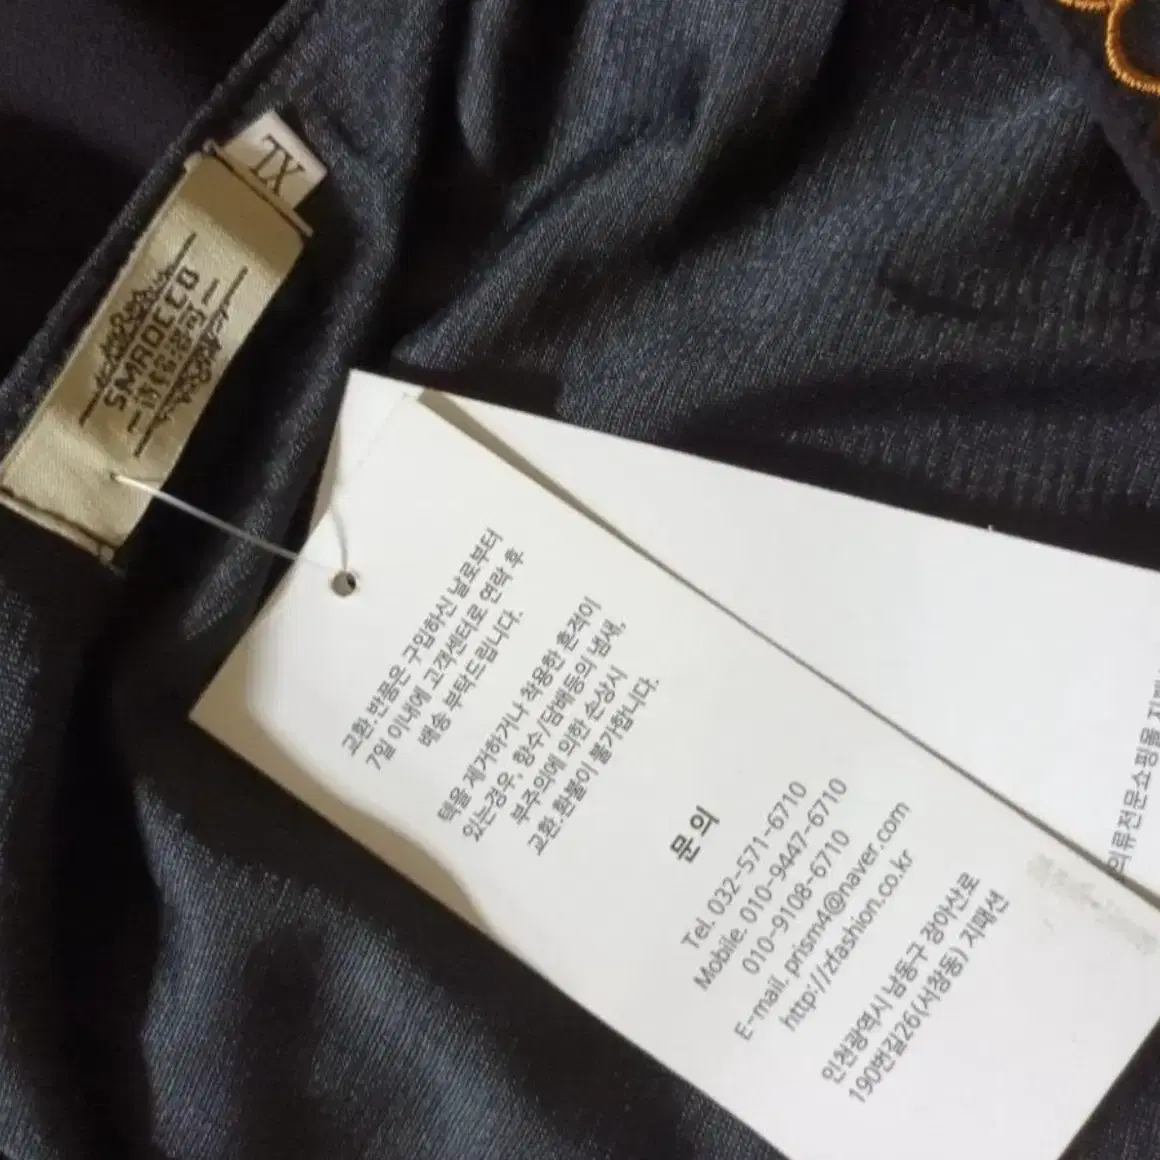 XL
SMROCCO
교환, 반품은 구입하신 날로부터
7일 이내에 고객센터로 연락 후
배송 부탁드립니다.
택을 제거하거나 착용한 흔적이
있는경우, 향수/담배등의 냄새,
부주의에 의한 손상시
교환,환불이 불가합니다.
문의
Tel. 032-571-6710
Mobile. 010-9447-6710
010-9108-6710
E-mail. prism4@naver.com
http://zfashion.co.kr
인천광역시 남동구 장아산로
190번길26(서창동) 지패션
의류전문쇼핑몰